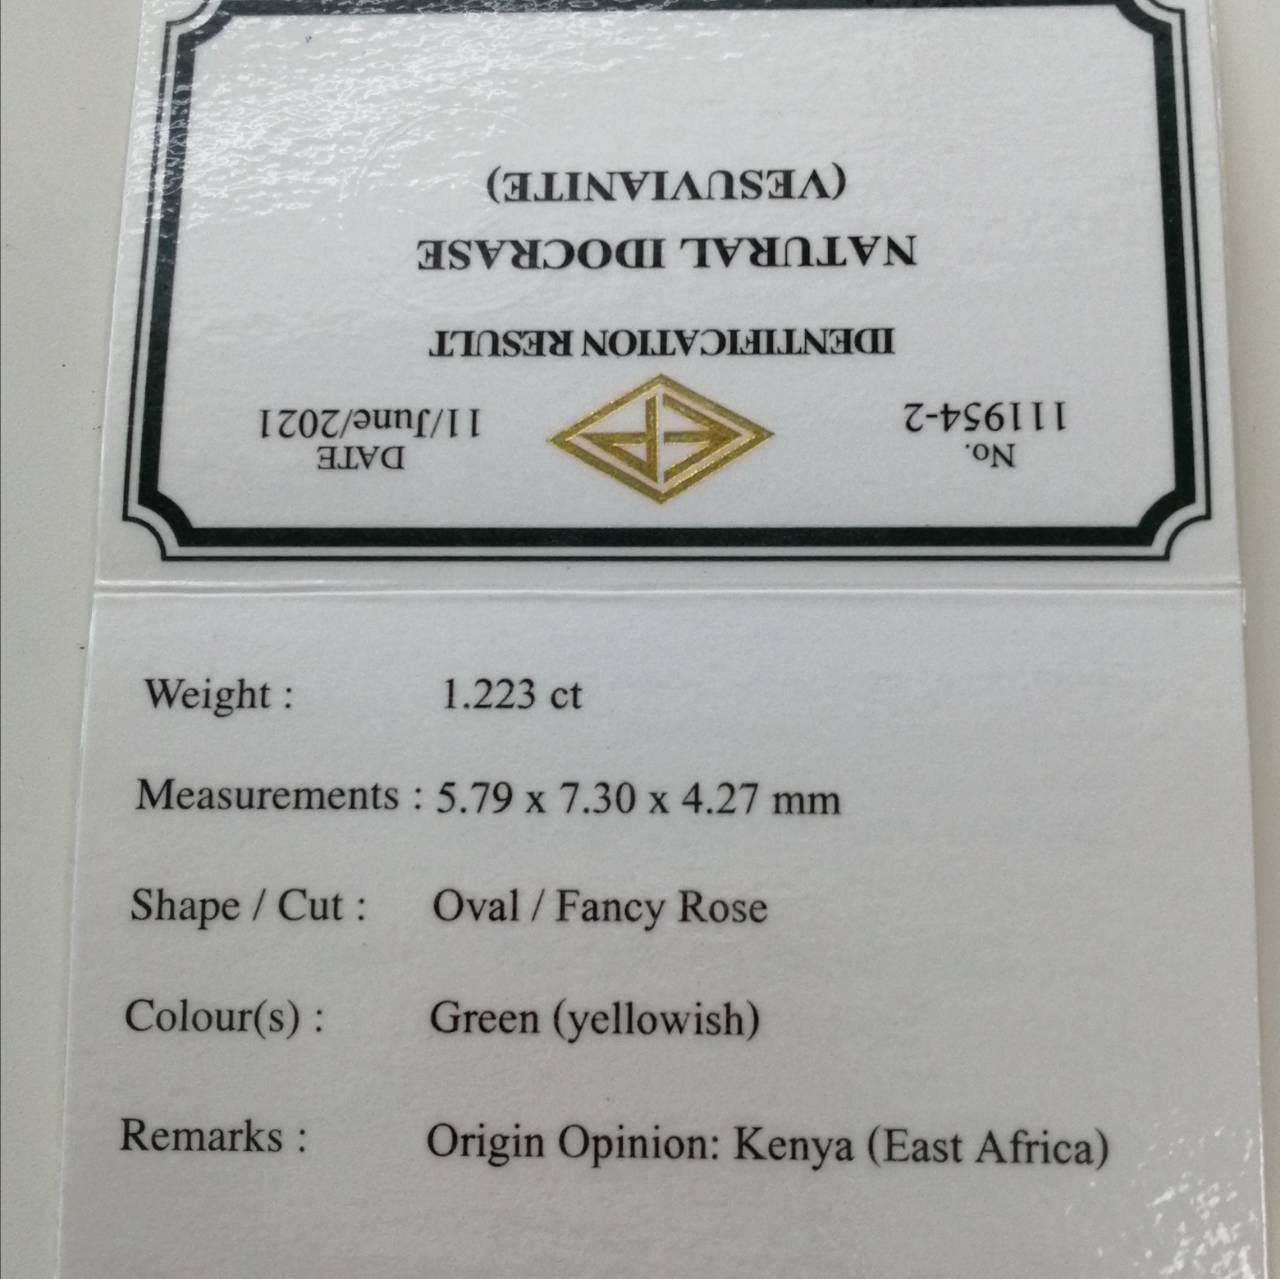 No.
111954-2
DATE
11/June/2021
IDENTIFICATION RESULT
NATURAL IDOCRASE
(VESUVIANITE)
Weight : 1.223 ct
Measurements : 5.79 x 7.30 x 4.27 mm
Shape / Cut : Oval / Fancy Rose
Colour(s) : Green (yellowish)
Remarks : Origin Opinion: Kenya (East Africa)